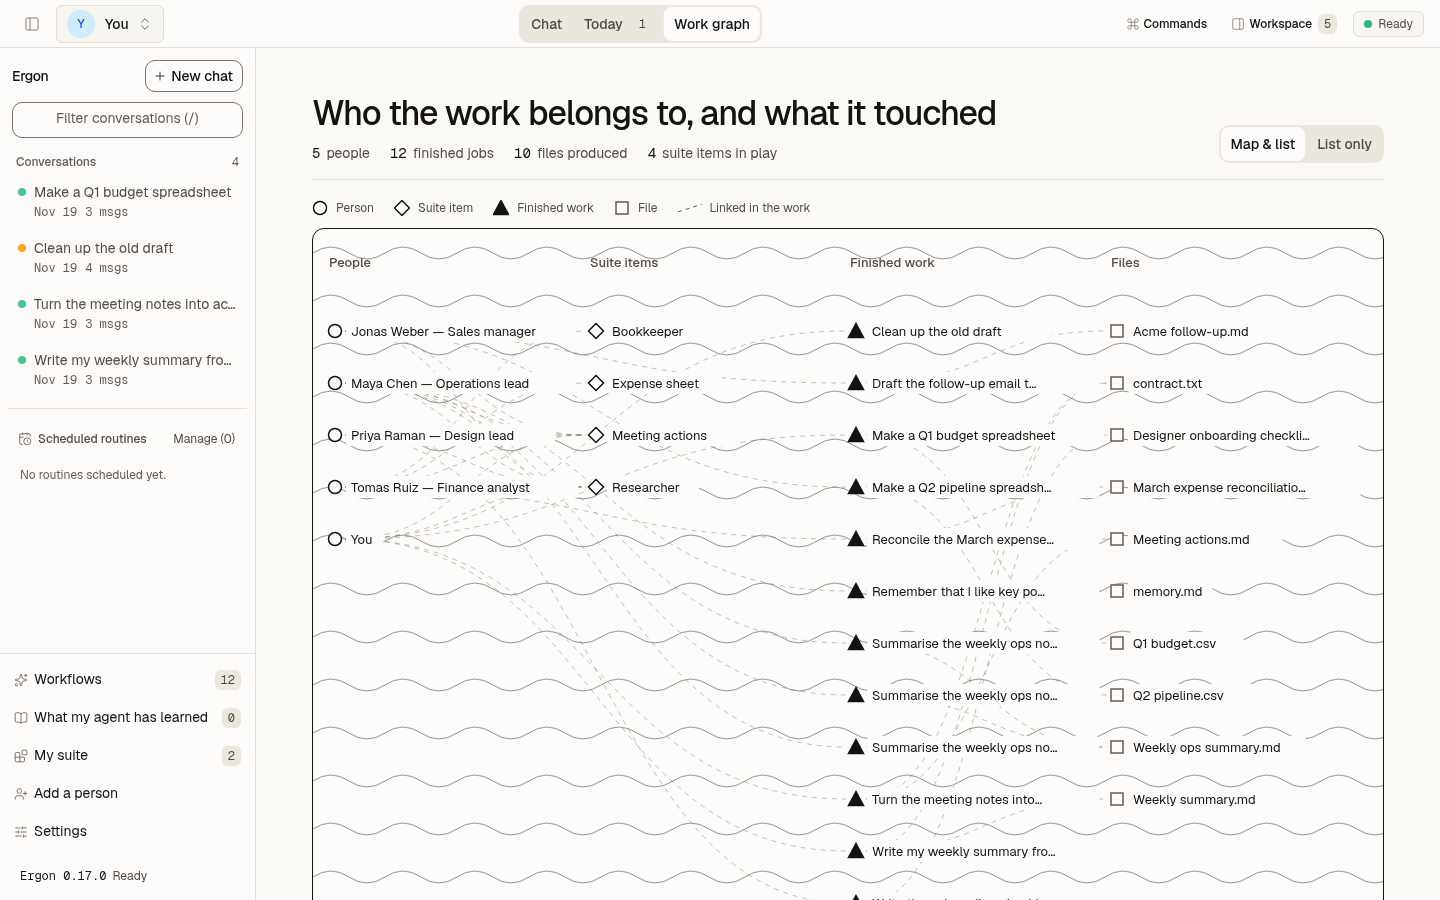 Y You
Chat
Today 1
Work graph
Commands
Workspace 5
Ready
Ergon
New chat
Filter conversations (/)
Conversations 4
Make a Q1 budget spreadsheet
Nov 19 3 msgs
Clean up the old draft
Nov 19 4 msgs
Turn the meeting notes into ac…
Nov 19 3 msgs
Write my weekly summary fro…
Nov 19 3 msgs
Scheduled routines
Manage (0)
No routines scheduled yet.
Workflows 12
What my agent has learned 0
My suite 2
Add a person
Settings
Ergon 0.17.0 Ready
Who the work belongs to, and what it touched
5 people 12 finished jobs 10 files produced 4 suite items in play
Map & list
List only
Person
Suite item
Finished work
File
Linked in the work
People
Jonas Weber — Sales manager
Maya Chen — Operations lead
Priya Raman — Design lead
Tomas Ruiz — Finance analyst
You
Suite items
Bookkeeper
Expense sheet
Meeting actions
Researcher
Finished work
Clean up the old draft
Draft the follow-up email t…
Make a Q1 budget spreadsheet
Make a Q2 pipeline spreadsh…
Reconcile the March expense…
Remember that I like key po…
Summarise the weekly ops no…
Summarise the weekly ops no…
Summarise the weekly ops no…
Turn the meeting notes into…
Write my weekly summary fro…
Files
Acme follow-up.md
contract.txt
Designer onboarding checkli…
March expense reconciliatio…
Meeting actions.md
memory.md
Q1 budget.csv
Q2 pipeline.csv
Weekly ops summary.md
Weekly summary.md